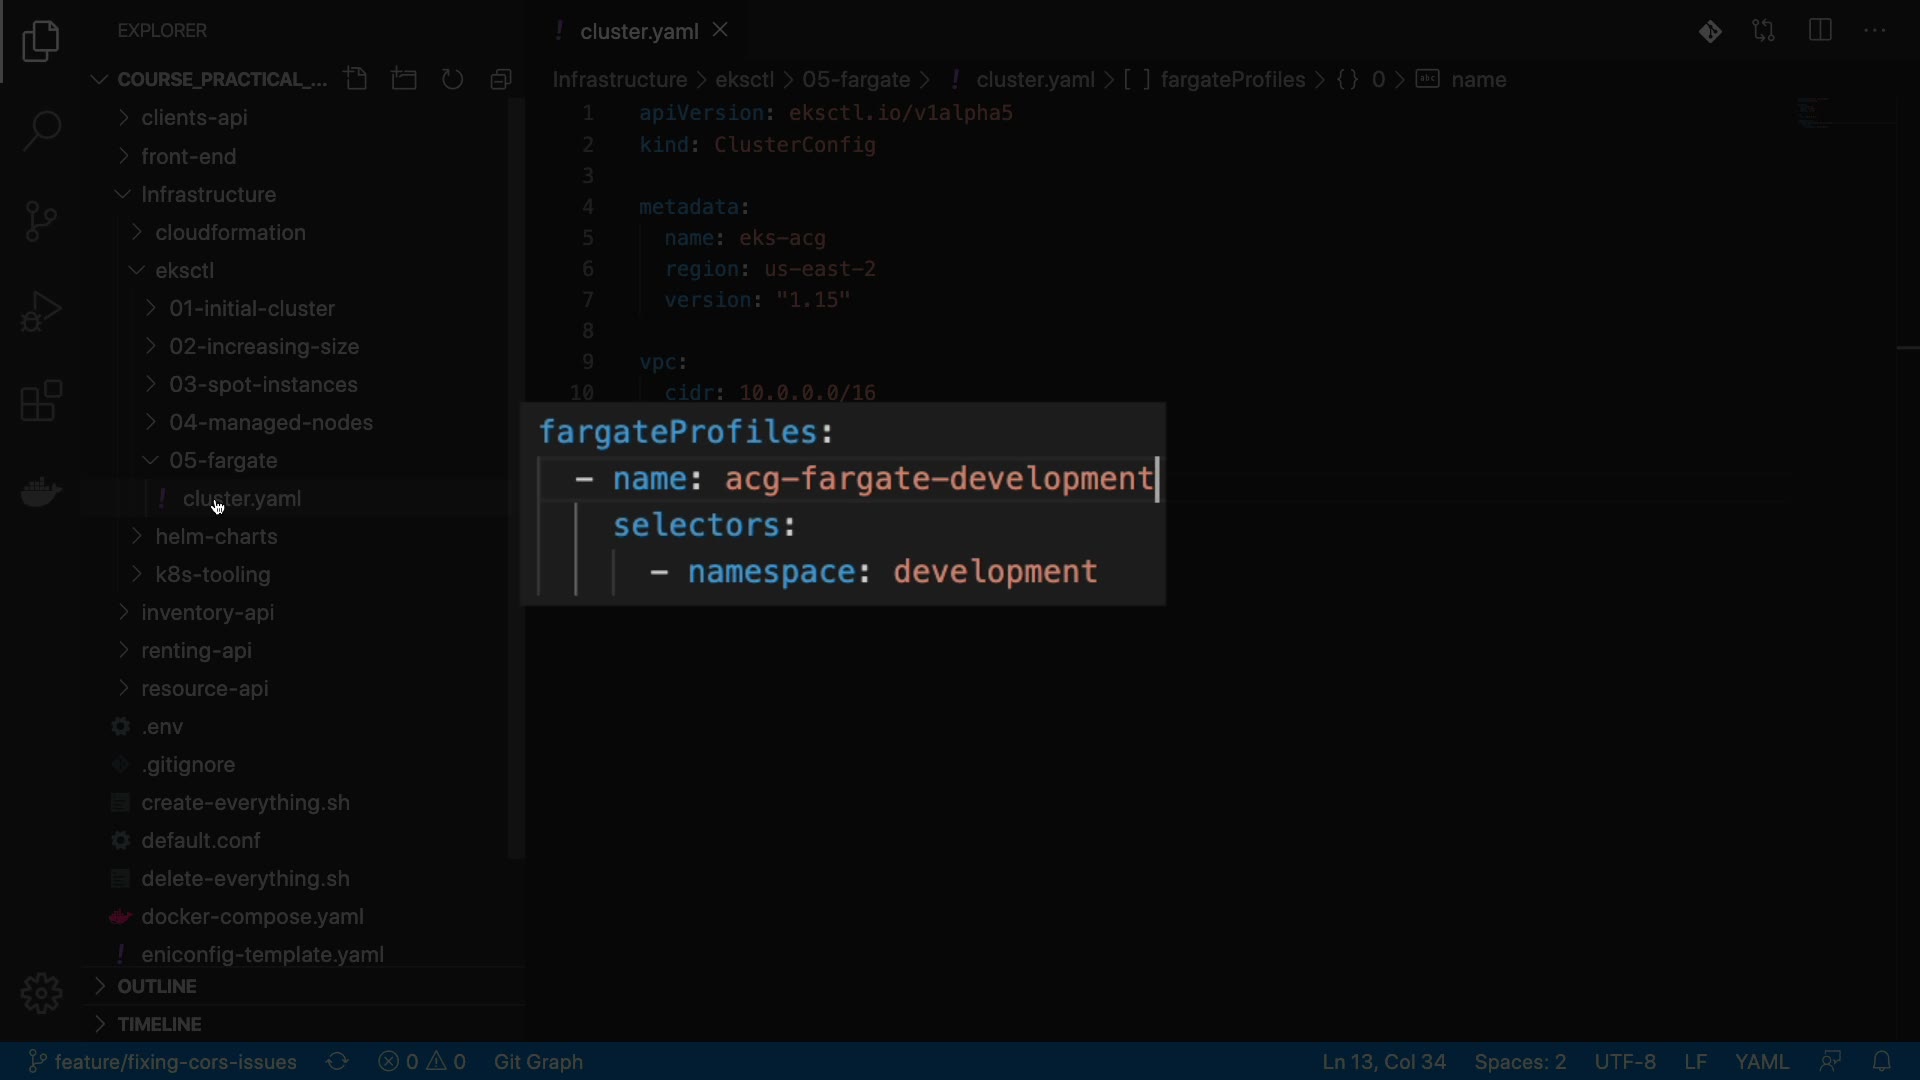 EXPLORER
COURSE_PRACTICAL_...
clients-api
front-end
Infrastructure
cloudformation
eksctl
01-initial-cluster
02-increasing-size
03-spot-instances
04-managed-nodes
05-fargate
! cluster.yaml
helm-charts
k8s-tooling
inventory-api
renting-api
resource-api
.env
.gitignore
create-everything.sh
default.conf
delete-everything.sh
docker-compose.yaml
! eniconfig-template.yaml
OUTLINE
TIMELINE
! cluster.yaml
Infrastructure > eksctl > 05-fargate > ! cluster.yaml > [ ] fargateProfiles > {} 0 > abc name
1 apiVersion: eksctl.io/v1alpha5
2 kind: ClusterConfig
3
4 metadata:
5 name: eks-acg
6 region: us-east-2
7 version: "1.15"
8
9 vpc:
10 cidr: 10.0.0.0/16
fargateProfiles:
- name: acg-fargate-development
selectors:
- namespace: development
feature/fixing-cors-issues 0 0 Git Graph Ln 13, Col 34 Spaces: 2 UTF-8 LF YAML